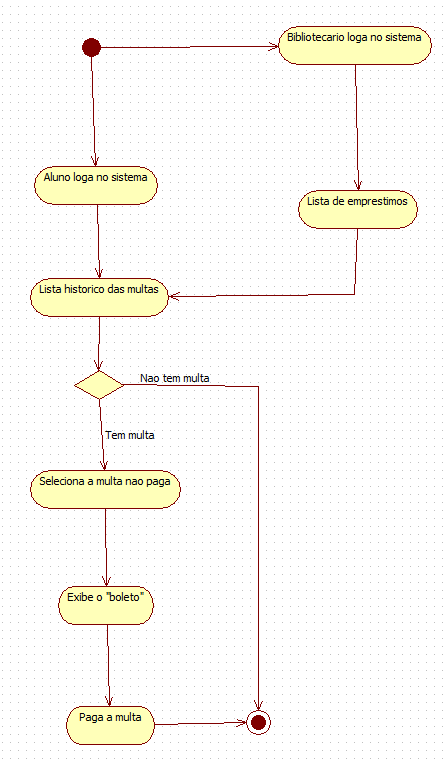 Bibliotecario loga no sistema
Aluno loga no sistema
Lista de emprestimos
Lista historico das multas
Nao tem multa
Tem multa
Seleciona a multa nao paga
Exibe o "boleto"
Paga a multa